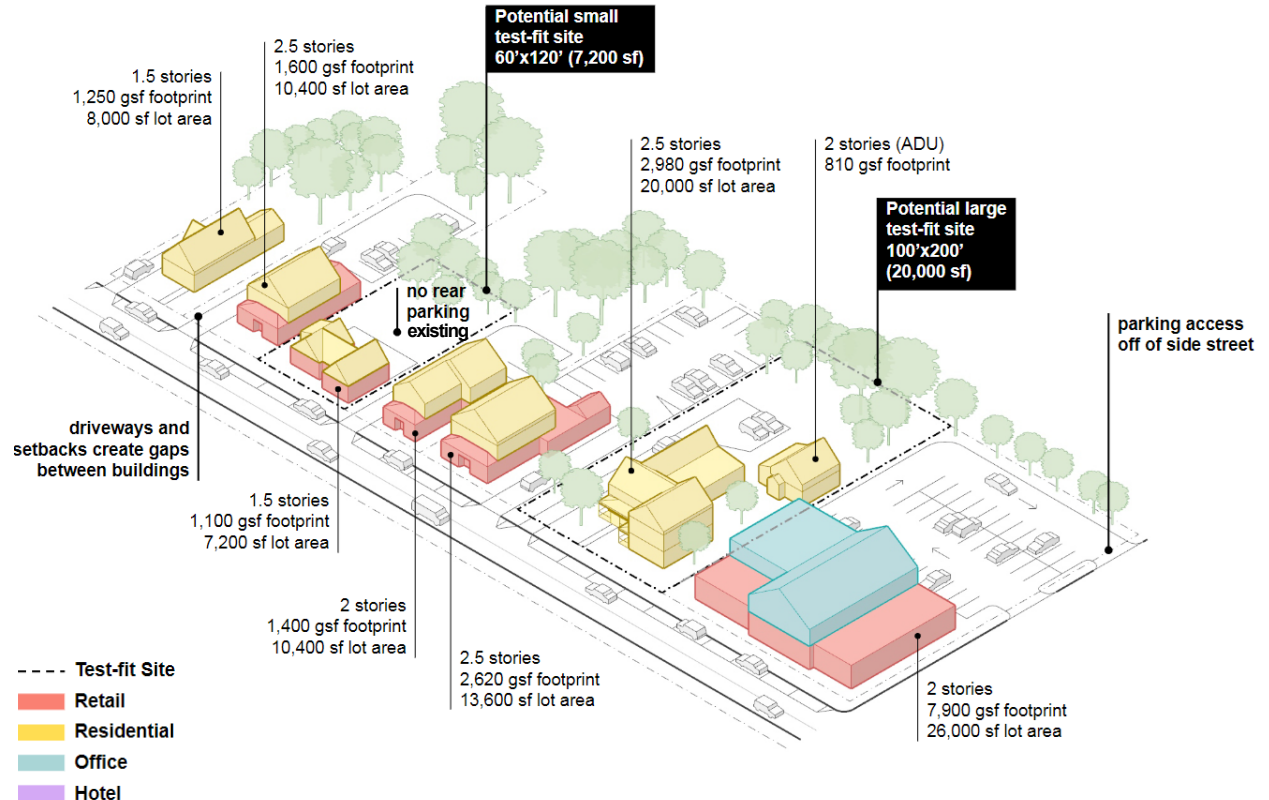 Potential small
test-fit site
60'x120' (7,200 sf)
2.5 stories
1,600 gsf footprint
10,400 sf lot area
1.5 stories
1,250 gsf footprint
8,000 sf lot area
2.5 stories
2,980 gsf footprint
20,000 sf lot area
2 stories (ADU)
810 gsf footprint
Potential large
test-fit site
100'x200'
(20,000 sf)
no rear
parking
existing
parking access
off of side street
driveways and
setbacks create gaps
between buildings
1.5 stories
1,100 gsf footprint
7,200 sf lot area
2 stories
1,400 gsf footprint
10,400 sf lot area
2.5 stories
2,620 gsf footprint
13,600 sf lot area
2 stories
7,900 gsf footprint
26,000 sf lot area
Test-fit Site
Retail
Residential
Office
Hotel